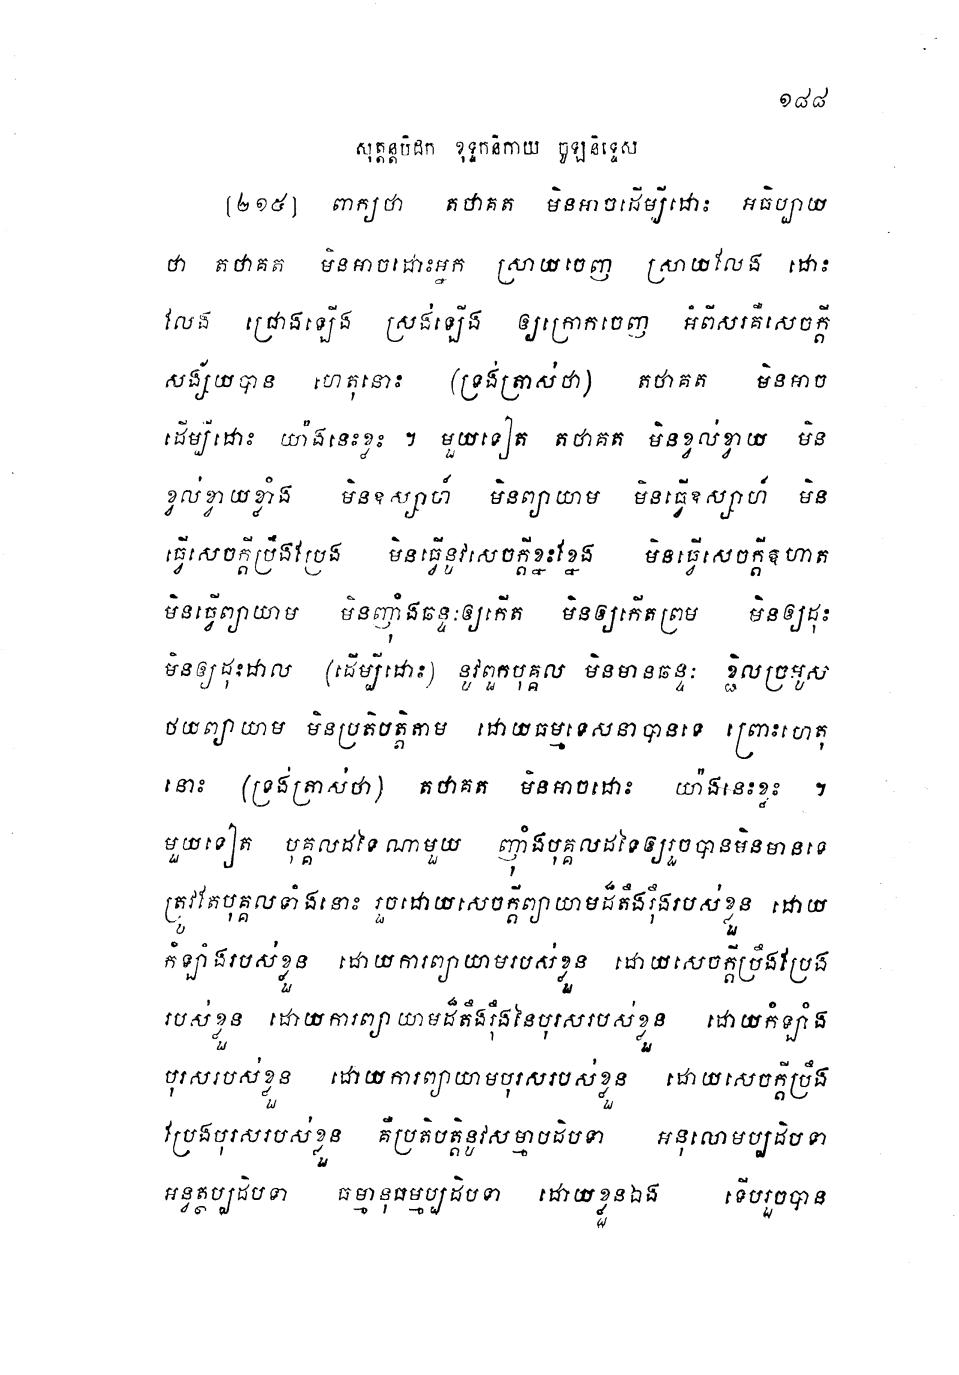 ១៨៨
សុត្តន្តបិដក ខុទ្ទកនិកាយ ចូឡនិទ្ទេស
[២១៥] ពាក្យថា តថាគត មិនអាចដើម្បីដោះ អធិប្បាយ
ថា តថាគត មិនអាចដោះអ្នក ស្រាយចេញ ស្រាយលែង ដោះ
លែង ជ្រោងឡើង ស្រង់ឡើង ឲ្យក្រោកចេញ អំពីសរគឺសេចក្តី
សង្ស័យបាន ហេតុនោះ (ទ្រង់ត្រាស់ថា) តថាគត មិនអាច
ដើម្បីដោះ យ៉ាងនេះខ្លះ ។ មួយទៀត តថាគត មិនខ្វល់ខ្វាយ មិន
ខ្វល់ខ្វាយខ្លាំង មិនឧស្សាហ៍ មិនព្យាយាម មិនធ្វើឧស្សាហ៍ មិន
ធ្វើសេចក្តីប្រឹងប្រែង មិនធ្វើនូវសេចក្តីខ្នះខ្នែង មិនធ្វើសេចក្តីឧហាត
មិនធ្វើព្យាយាម មិនញុំាងឆន្ទៈឲ្យកើត មិនឲ្យកើតព្រម មិនឲ្យដុះ
មិនឲ្យដុះដាល (ដើម្បីដោះ) នូវពួកបុគ្គល មិនមានឆន្ទៈ ខ្ជិលច្រអូស
ថយព្យាយាម មិនប្រតិបត្តិតាម ដោយធម្មទេសនាបានទេ ព្រោះហេតុ
នោះ (ទ្រង់ត្រាស់ថា) តថាគត មិនអាចដោះ យ៉ាងនេះខ្លះ ។
មួយទៀត បុគ្គលដទៃណាមួយ ញុំាងបុគ្គលដទៃឲ្យរួចបានមិនមានទេ
ត្រូវតែបុគ្គលទាំងនោះ រួចដោយសេចក្តីព្យាយាមដ៏តឹងរ៉ឹងរបស់ខ្លួន ដោយ
កំឡាំងរបស់ខ្លួន ដោយការព្យាយាមរបស់ខ្លួន ដោយសេចក្តីប្រឹងប្រែង
របស់ខ្លួន ដោយការព្យាយាមដ៏តឹងរ៉ឹងនៃបុរសរបស់ខ្លួន ដោយកំឡាំង
បុរសរបស់ខ្លួន ដោយការព្យាយាមបុរសរបស់ខ្លួន ដោយសេចក្តីប្រឹង
ប្រែងបុរសរបស់ខ្លួន គឺប្រតិបត្តិនូវសម្មាបដិបទា អនុលោមប្បដិបទា
អន្វត្ថប្បដិបទា ធម្មានុធម្មប្បដិបទា ដោយខ្លួនឯង ទើបរួចបាន